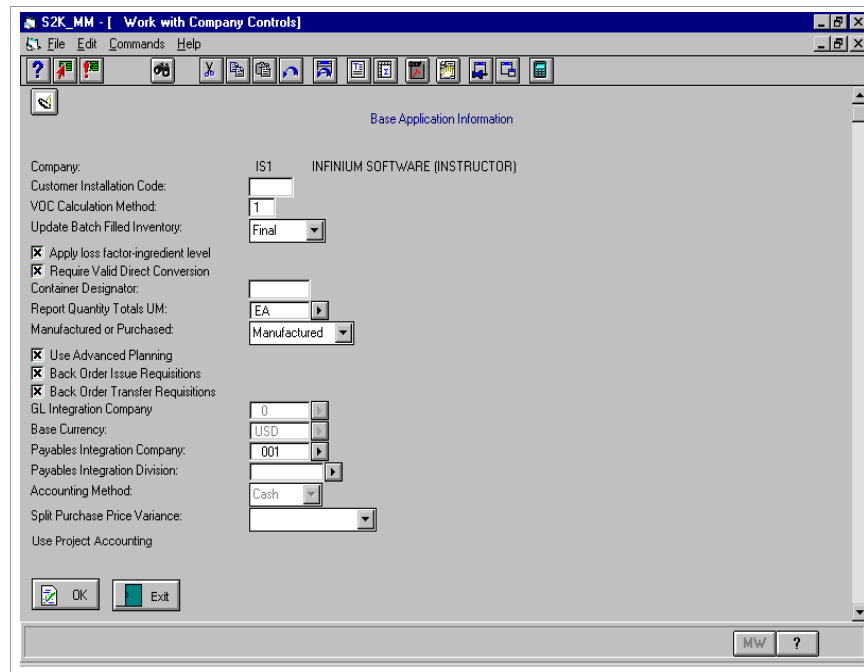 S2K_MM - [ Work with Company Controls]
File Edit Commands Help
Base Application Information
Company: IS1 INFINIUM SOFTWARE (INSTRUCTOR)
Customer Installation Code:
VOC Calculation Method: 1
Update Batch Filled Inventory: Final
Apply loss factor-ingredient level
Require Valid Direct Conversion
Container Designator:
Report Quantity Totals UM: EA
Manufactured or Purchased: Manufactured
Use Advanced Planning
Back Order Issue Requisitions
Back Order Transfer Requisitions
GL Integration Company 0
Base Currency: USD
Payables Integration Company: 001
Payables Integration Division:
Accounting Method: Cash
Split Purchase Price Variance:
Use Project Accounting
OK Exit
MW ?